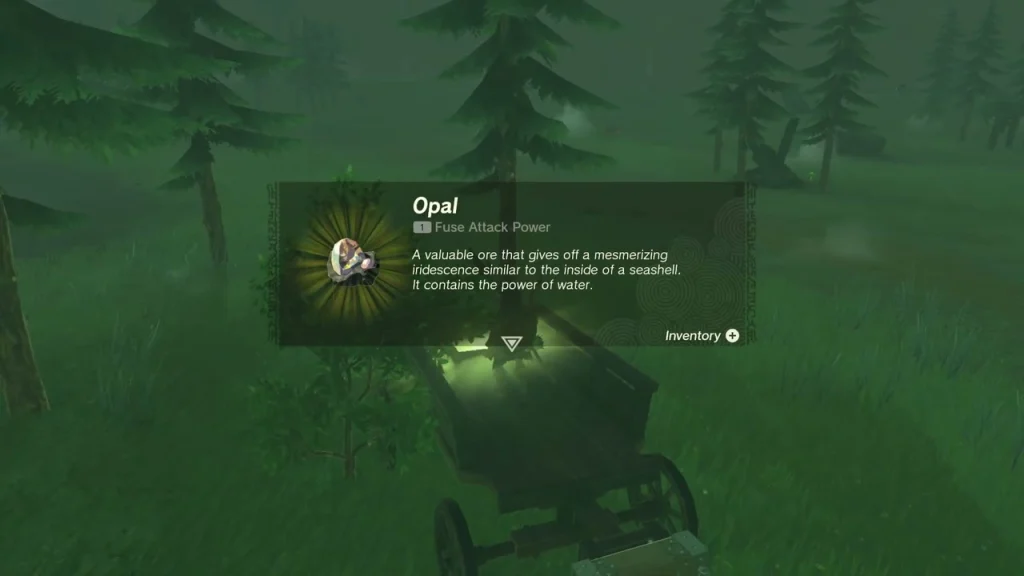 Opal
1 Fuse Attack Power
A valuable ore that gives off a mesmerizing
iridescence similar to the inside of a seashell.
It contains the power of water.
Inventory